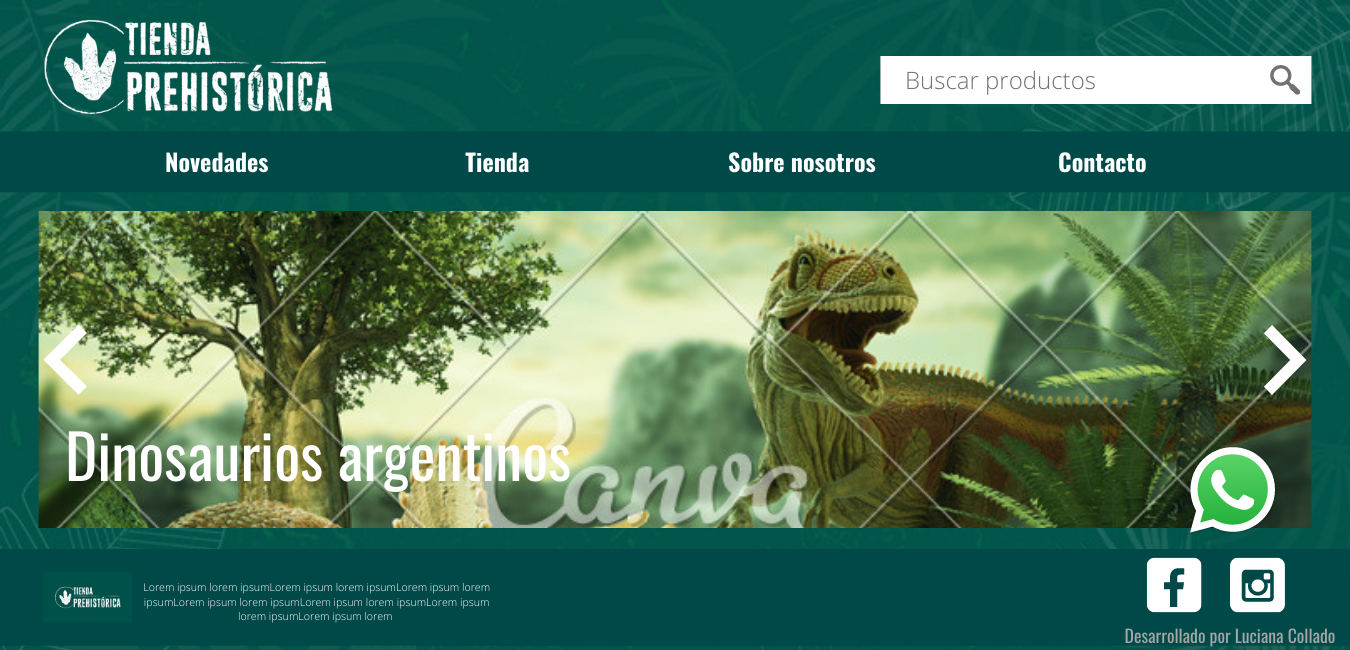 TIENDA
PREHISTÓRICA
Buscar productos
Novedades Tienda Sobre nosotros Contacto
Dinosaurios argentinos
Canva
TIENDA
PREHISTÓRICA
Lorem ipsum lorem ipsumLorem ipsum lorem ipsumLorem ipsum lorem
ipsumLorem ipsum lorem ipsumLorem ipsum lorem ipsumLorem ipsum
lorem ipsumLorem ipsum lorem
Desarrollado por Luciana Collado